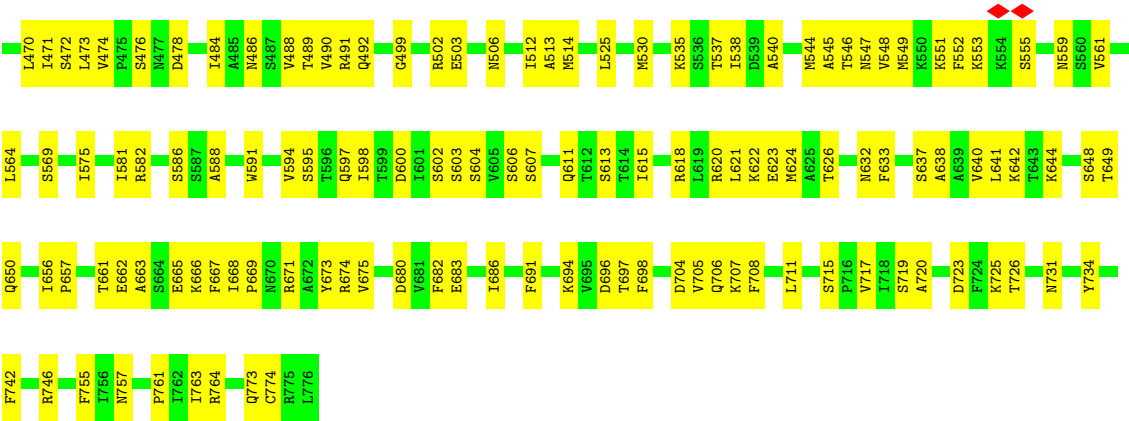 L470 I471 S472 L473 V474 P475 S476 N477 D478 I484 A485 N486 S487 V488 T489 V490 R491 Q492 G499 R502 E503 N506 I512 A513 M514 L525 M530 K535 S536 T537 I538 D539 A540 M544 A545 T546 N547 V548 M549 K550 K551 F552 K553 K554 S555 N559 S560 V561
L564 S569 I575 I581 R582 S586 S587 A588 W591 V594 S595 T596 Q597 I598 T599 D600 I601 S602 S603 S604 V605 S606 S607 Q611 T612 S613 T614 I615 R618 L619 R620 L621 K622 E623 M624 A625 T626 N632 F633 S637 A638 A639 V640 L641 K642 T643 K644 S648 T649
Q650 I656 P657 T661 E662 A663 S664 E665 K666 F667 I668 P669 N670 R671 A672 Y673 R674 V675 D680 V681 F682 E683 I686 F691 K694 V695 D696 T697 F698 D704 V705 Q706 K707 F708 L711 S715 P716 V717 I718 S719 A720 D723 F724 K725 T726 N731 Y734
F742 R746 F755 I756 N757 P761 I762 I763 R764 Q773 C774 R775 L776